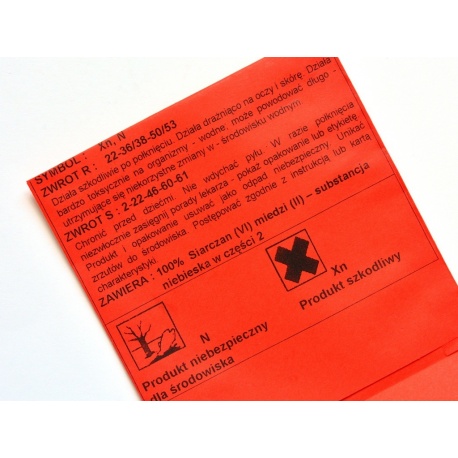 SYMBOL : Xn, N
ZWROT R : 22-36/38-50/53
Działa szkodliwie po połknięciu. Działa drażniąco na oczy i skórę. Działa
bardzo toksycznie na organizmy - wodne: może powodować długo -
utrzymujące się niekorzystne zmiany w - środowisku wodnym
ZWROT S : 2-22-46-60-61
Chronić przed dziećmi. Nie wdychać pyłu. W razie połknięcia
niezwłocznie zasięgnij porady lekarza - pokaż opakowanie lub etykietę.
Produkt i opakowanie usuwać jako odpad niebezpieczny. Unikać
zrzutów do środowiska. Postępować zgodnie z instrukcją lub kartą
charakterystyki.
ZAWIERA : 100% Siarczan (VI) miedzi (II) – substancja
niebieska w części 2
N
Produkt niebezpieczny
dla środowiska
Xn
Produkt szkodliwy